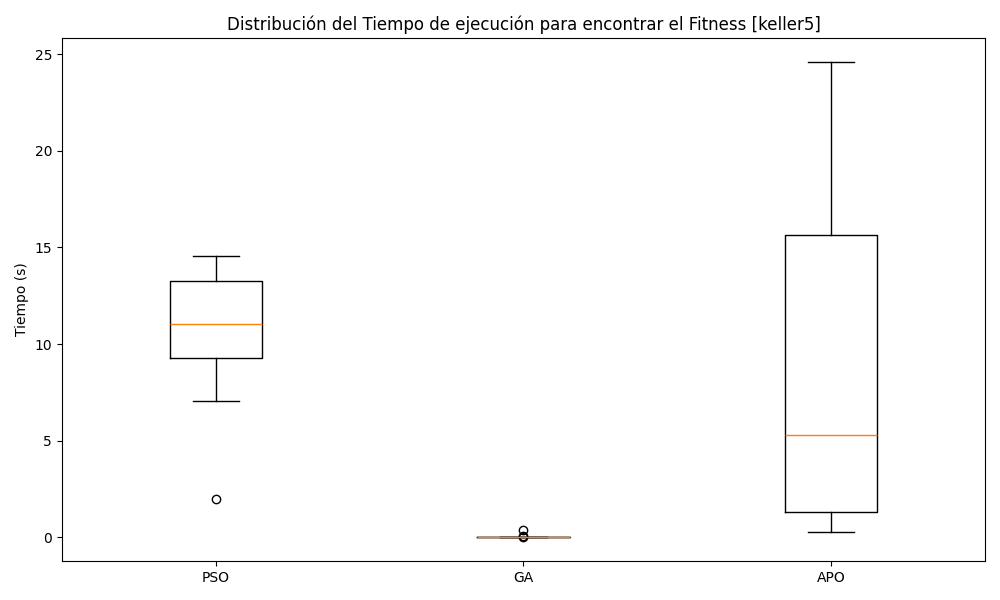 Distribución del Tiempo de ejecución para encontrar el Fitness [keller5]
Tiempo (s)
25
20
15
10
5
0
PSO GA APO